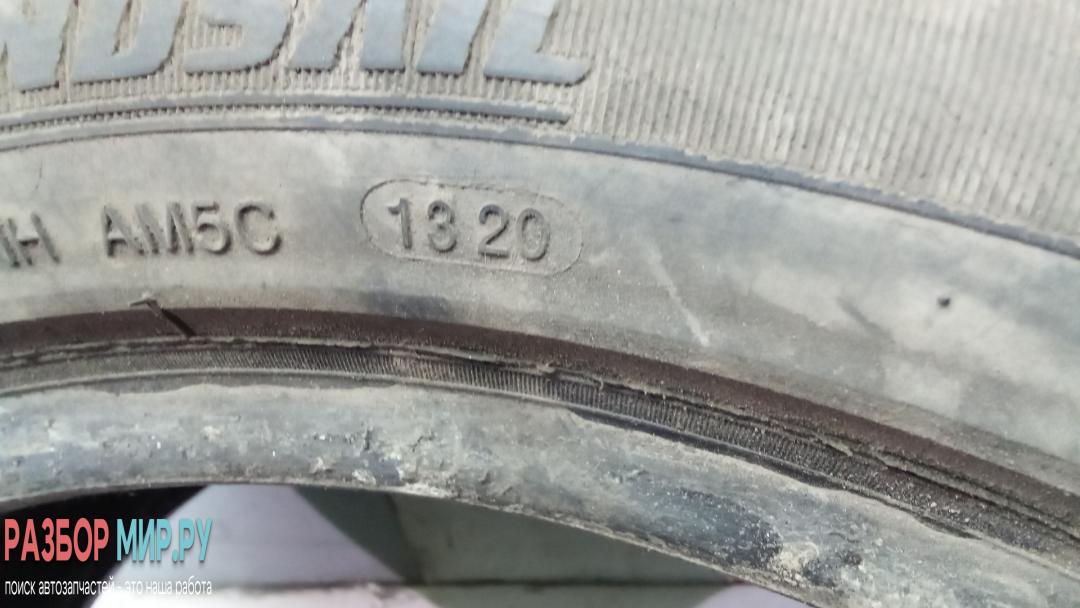 AM5C 1320
РАЗБОР МИР.РУ
поиск автозапчастей - это наша работа